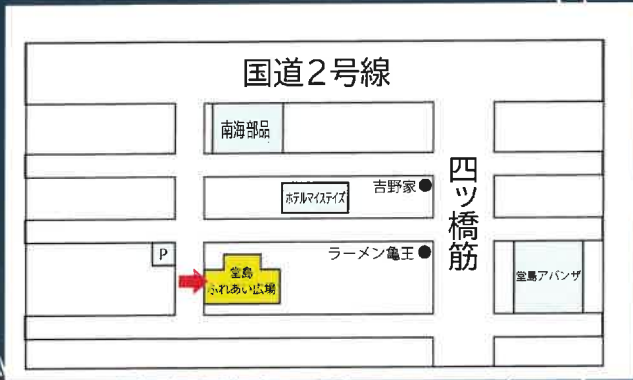 国道2号線
南海部品
四ツ橋筋
吉野家
ホテルマイステイズ
P
ラーメン亀王
堂島
ふれあい広場
堂島アバンザ